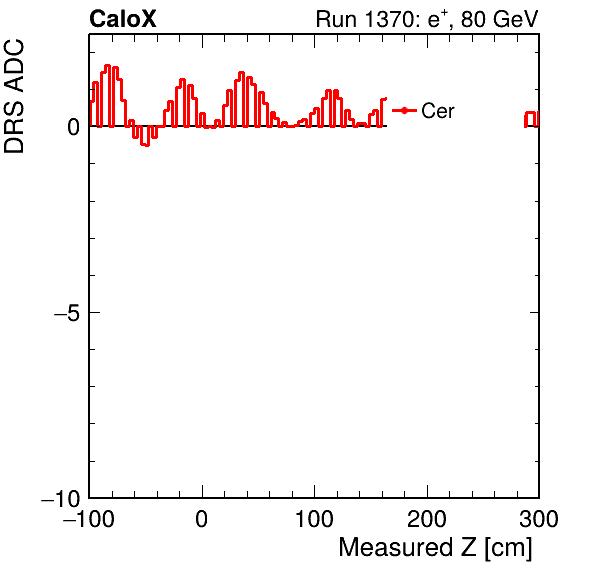 CaloX Run 1370: e⁺, 80 GeV
DRS ADC
Cer
0
−5
−10
−100 0 100 200 300
Measured Z [cm]